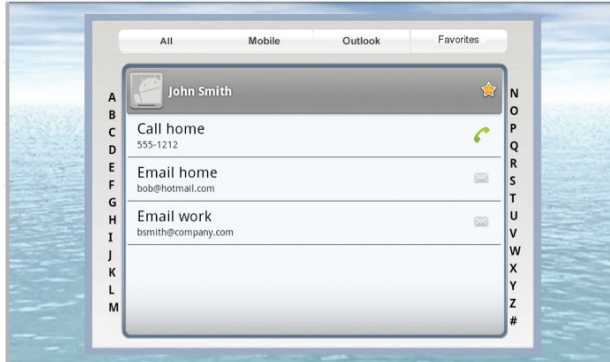 All Mobile Outlook Favorites
John Smith
Call home
555-1212
Email home
bob@hotmail.com
Email work
bsmith@company.com
A
B
C
D
E
F
G
H
I
J
K
L
M
N
O
P
Q
R
S
T
U
V
W
X
Y
Z
#